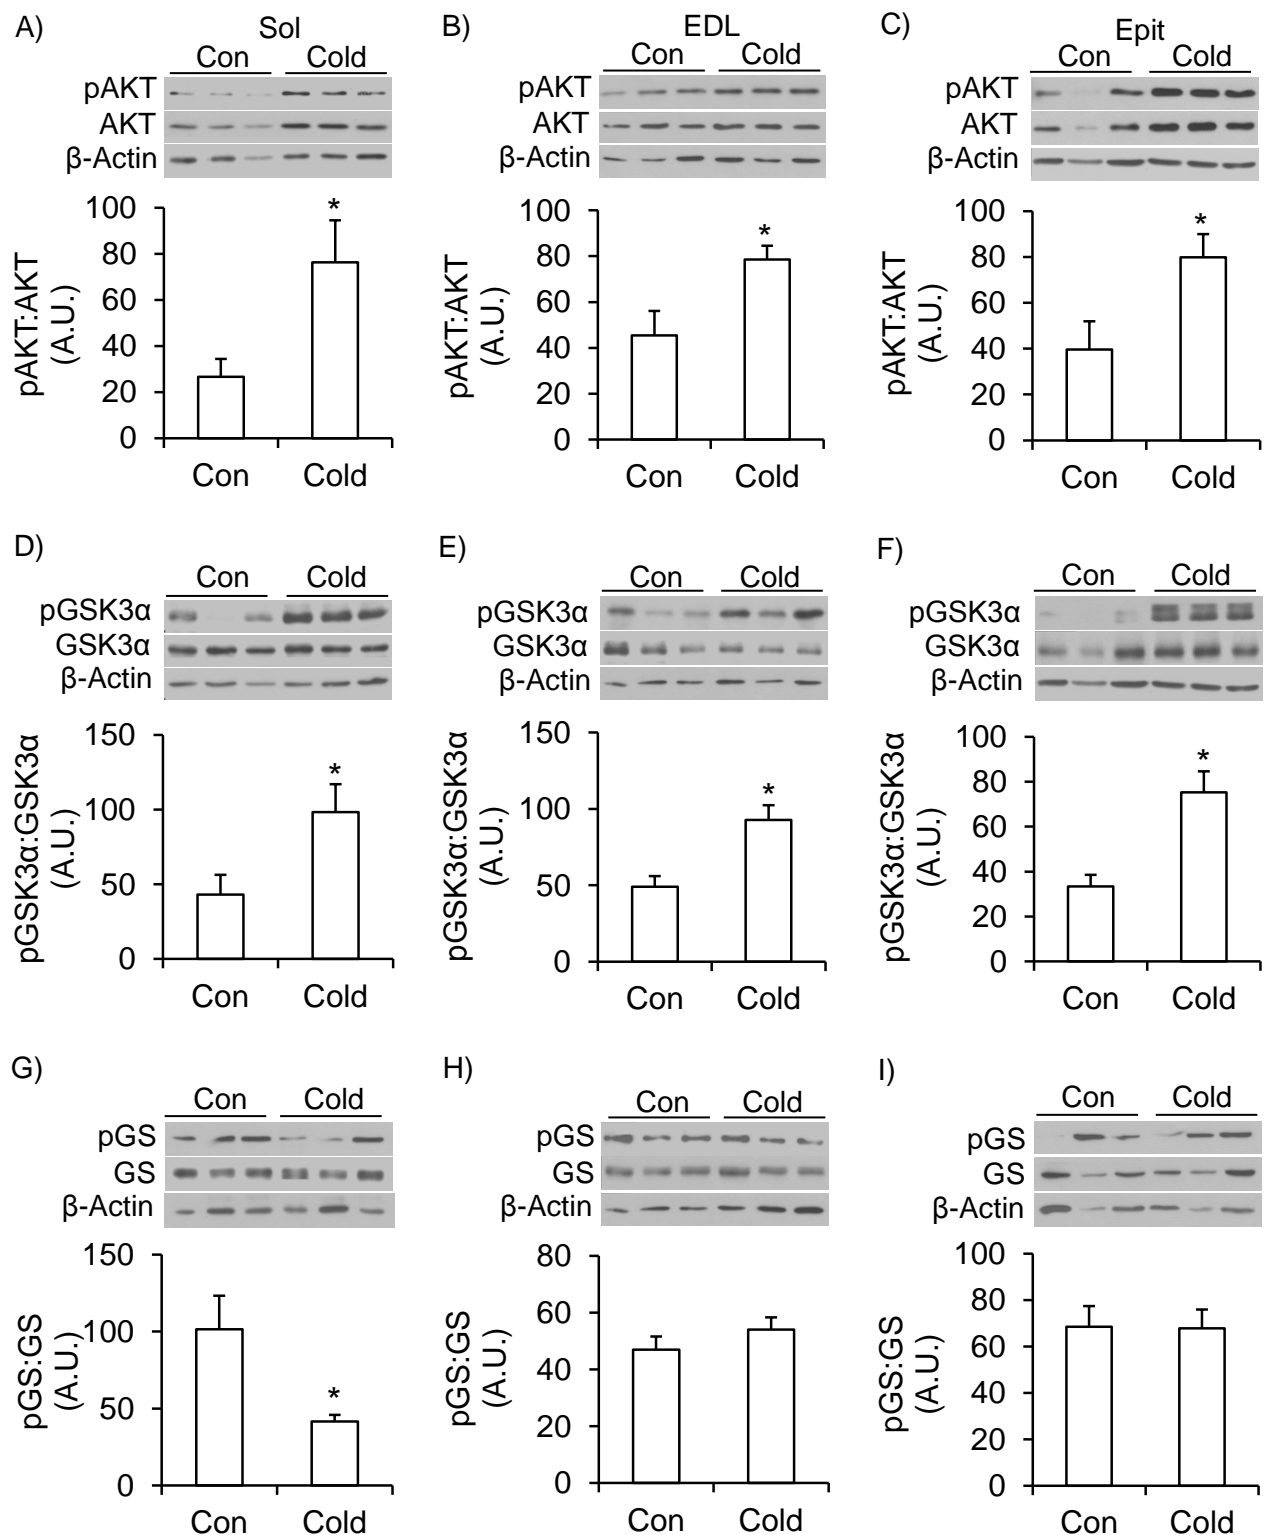 A)
Sol
Con Cold
pAKT
AKT
β-Actin
pAKT:AKT
(A.U.)
100
80
60
40
20
0
*
Con Cold
B)
EDL
Con Cold
pAKT
AKT
β-Actin
pAKT:AKT
(A.U.)
100
80
60
40
20
0
*
Con Cold
C)
Epit
Con Cold
pAKT
AKT
β-Actin
pAKT:AKT
(A.U.)
100
80
60
40
20
0
*
Con Cold
D)
Con Cold
pGSK3α
GSK3α
β-Actin
pGSK3α:GSK3α
(A.U.)
150
100
50
0
*
Con Cold
E)
Con Cold
pGSK3α
GSK3α
β-Actin
pGSK3α:GSK3α
(A.U.)
150
100
50
0
*
Con Cold
F)
Con Cold
pGSK3α
GSK3α
β-Actin
pGSK3α:GSK3α
(A.U.)
100
80
60
40
20
0
*
Con Cold
G)
Con Cold
pGS
GS
β-Actin
pGS:GS
(A.U.)
150
100
50
0
*
Con Cold
H)
Con Cold
pGS
GS
β-Actin
pGS:GS
(A.U.)
80
60
40
20
0
Con Cold
I)
Con Cold
pGS
GS
β-Actin
pGS:GS
(A.U.)
100
80
60
40
20
0
Con Cold